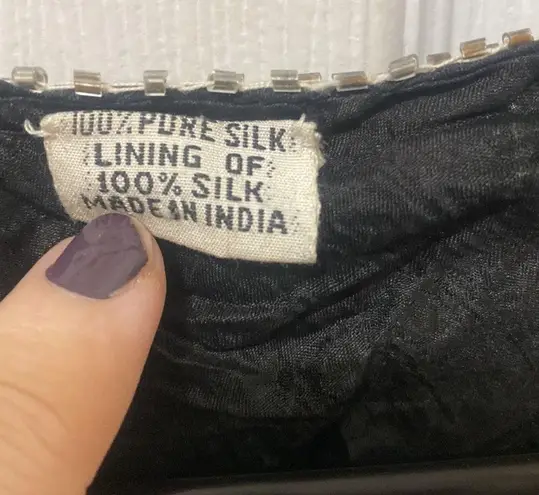 100% PURE SILK
LINING OF
100% SILK
MADE IN INDIA